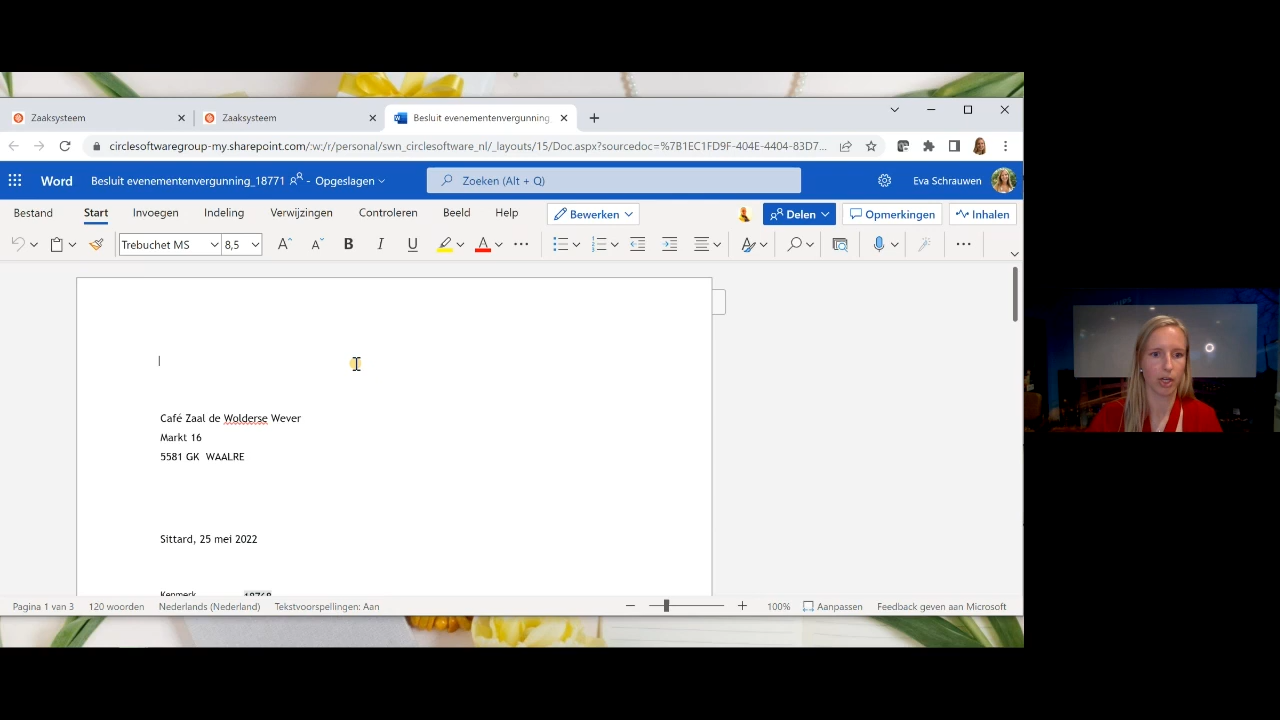 Zaaksysteem
Zaaksysteem
Besluit evenementenvergunning
circlesoftwaregroup-my.sharepoint.com/:w:/r/personal/swn_circlesoftware_nl/_layouts/15/Doc.aspx?sourcedoc=%7B1EC1FD9F-404E-4404-83D7...
Word Besluit evenementenvergunning_18771 - Opgeslagen Zoeken (Alt + Q) Eva Schrauwen
Bestand Start Invoegen Indeling Verwijzingen Controleren Beeld Help Bewerken Delen Opmerkingen Inhalen
Trebuchet MS 8,5
Café Zaal de Wolderse Wever
Markt 16
5581 GK WAALRE
Sittard, 25 mei 2022
Kenmerk 18768
Pagina 1 van 3 120 woorden Nederlands (Nederland) Tekstvoorspellingen: Aan 100% Aanpassen Feedback geven aan Microsoft